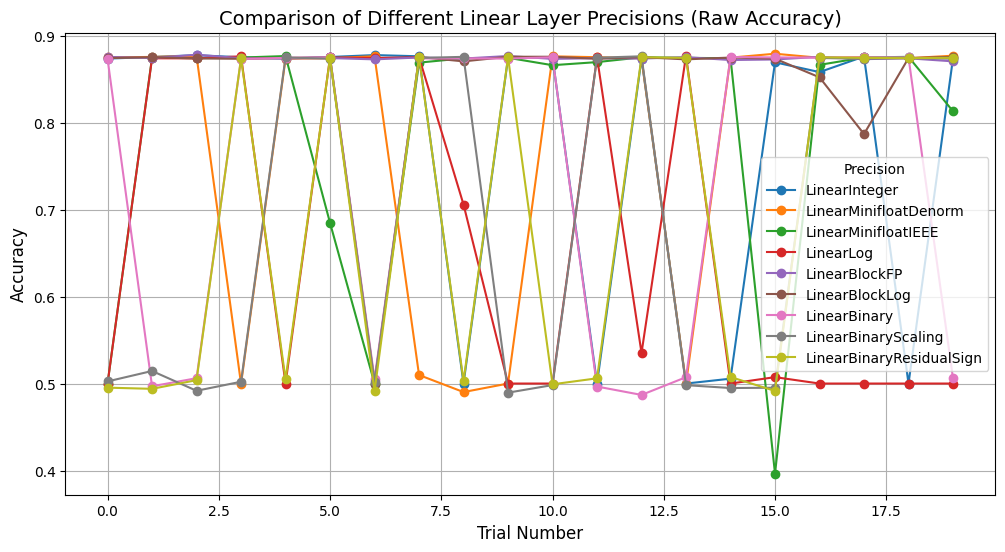 Comparison of Different Linear Layer Precisions (Raw Accuracy)
Accuracy
0.9
0.8
0.7
0.6
0.5
0.4
Precision
LinearInteger
LinearMinifloatDenorm
LinearMinifloatIEEE
LinearLog
LinearBlockFP
LinearBlockLog
LinearBinary
LinearBinaryScaling
LinearBinaryResidualSign
0.0 2.5 5.0 7.5 10.0 12.5 15.0 17.5
Trial Number